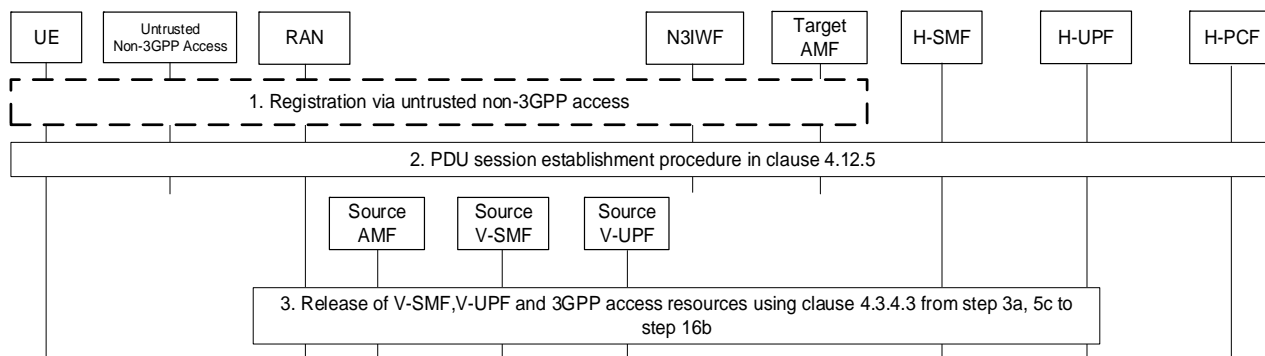 UE
Untrusted
Non-3GPP Access
RAN
N3IWF
Target
AMF
H-SMF
H-UPF
H-PCF
1. Registration via untrusted non-3GPP access
2. PDU session establishment procedure in clause 4.12.5
Source
AMF
Source
V-SMF
Source
V-UPF
3. Release of V-SMF,V-UPF and 3GPP access resources using clause 4.3.4.3 from step 3a, 5c to
step 16b